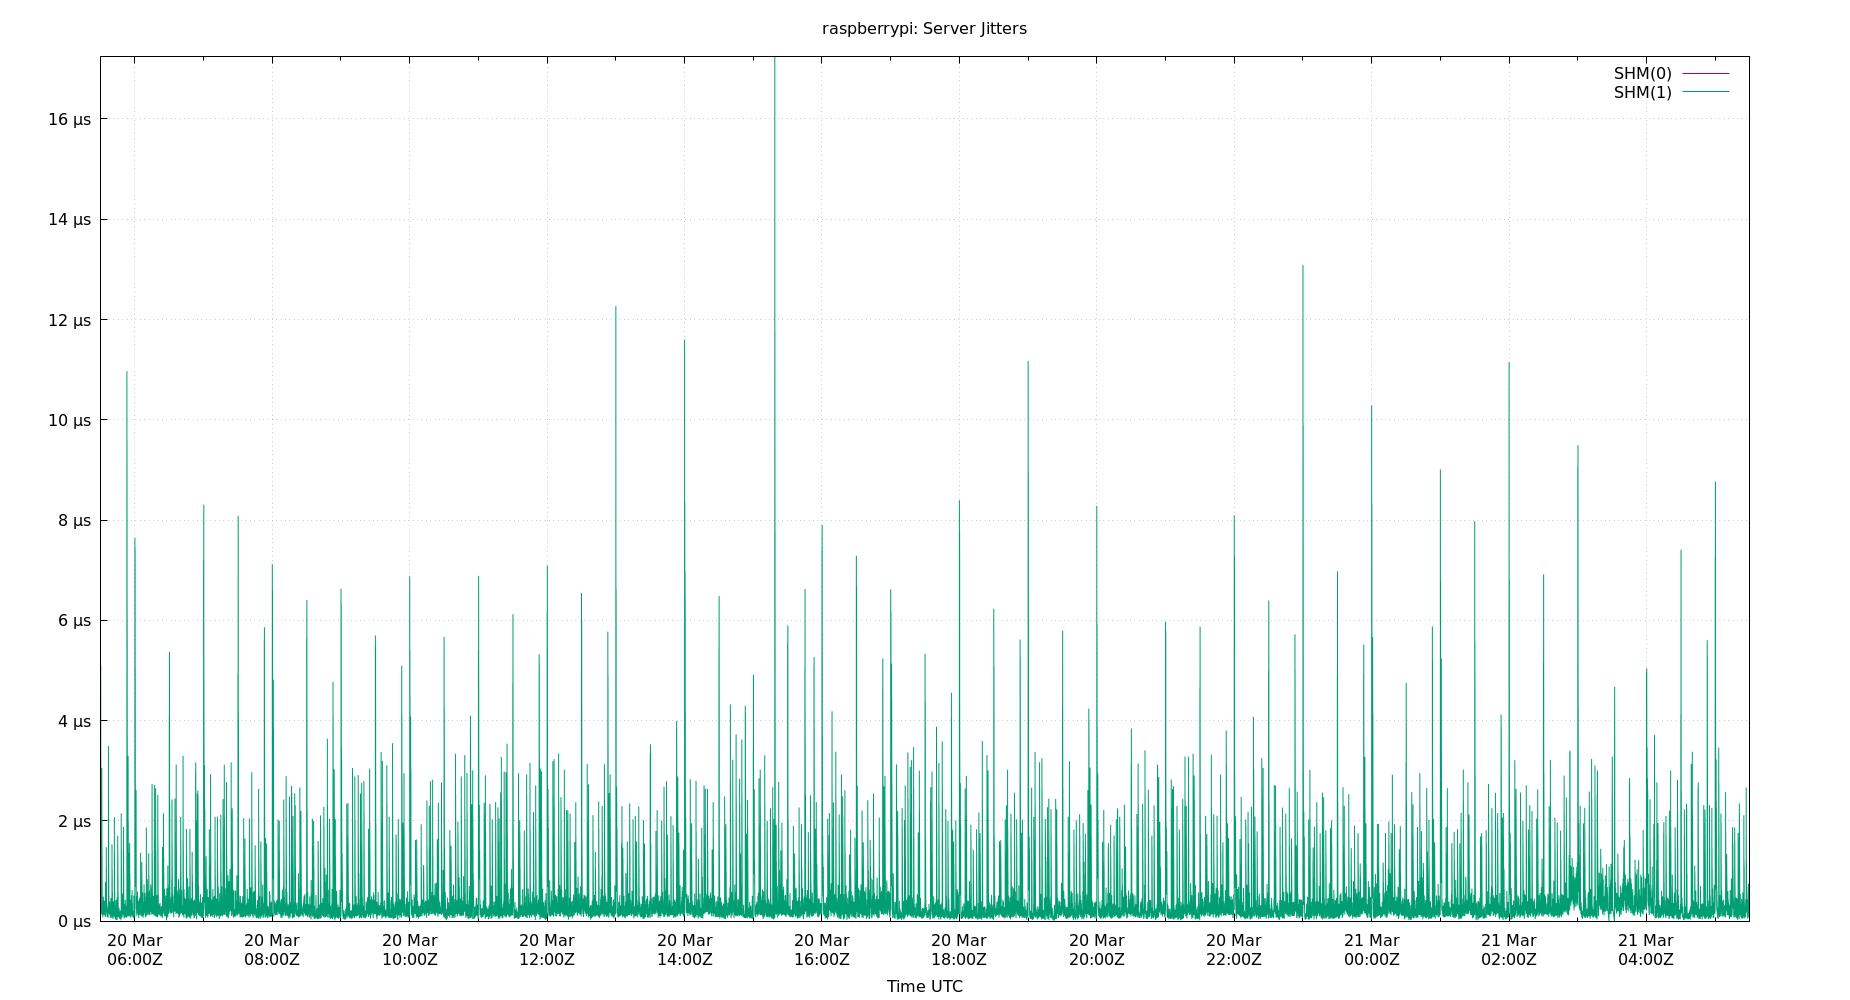 raspberrypi: Server Jitters
SHM(0)
SHM(1)
16 µs
14 µs
12 µs
10 µs
8 µs
6 µs
4 µs
2 µs
0 µs
20 Mar 20 Mar 20 Mar 20 Mar 20 Mar 20 Mar 20 Mar 20 Mar 20 Mar 21 Mar 21 Mar 21 Mar
06:00Z 08:00Z 10:00Z 12:00Z 14:00Z 16:00Z 18:00Z 20:00Z 22:00Z 00:00Z 02:00Z 04:00Z
Time UTC